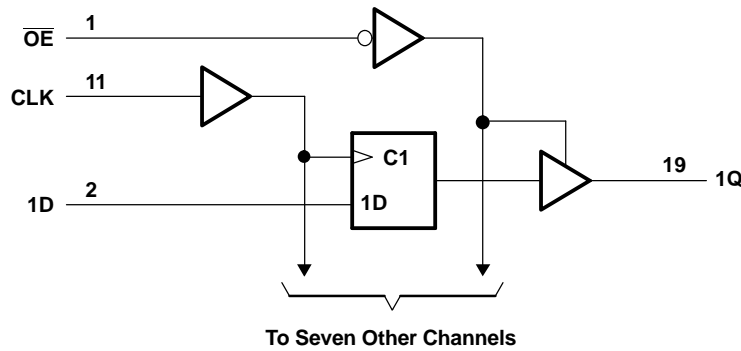 OE
1
CLK
11
C1
1D
2
1D
19
1Q
To Seven Other Channels